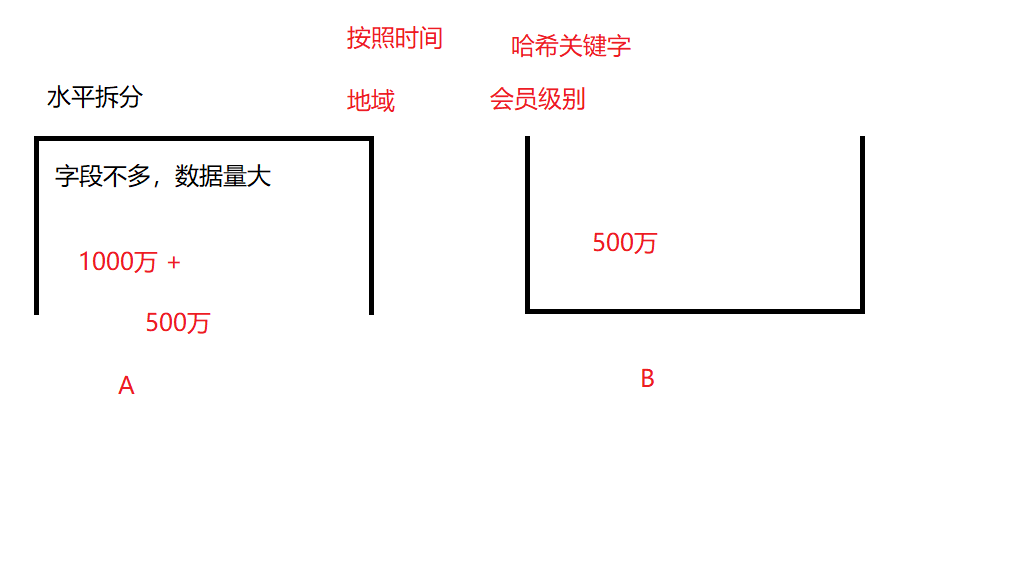 按照时间
哈希关键字
水平拆分
地域
会员级别
字段不多，数据量大
1000万 +
500万
500万
A
B